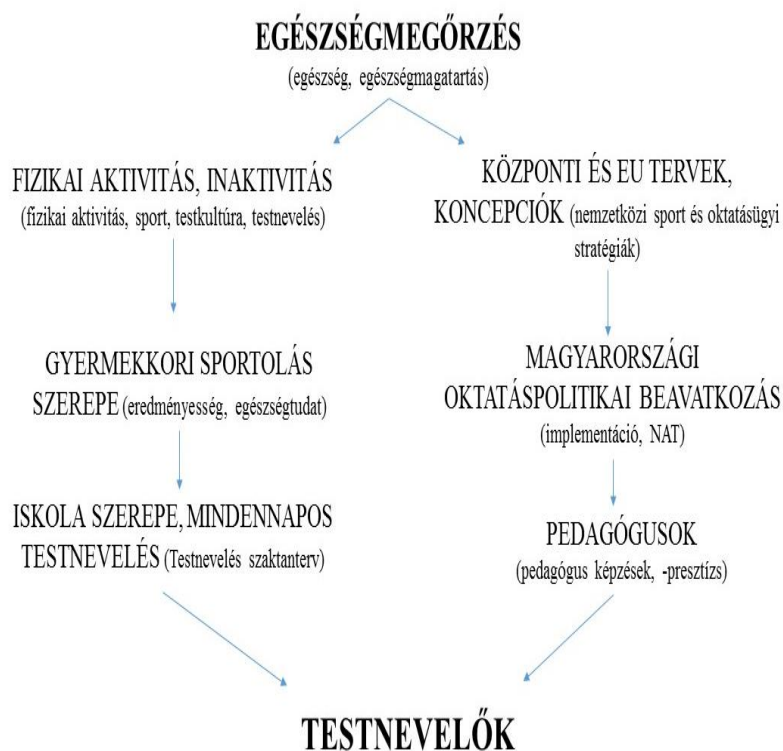 EGÉSZSÉGMEGŐRZÉS
(egészség, egészségmagatartás)
FIZIKAI AKTIVITÁS, INAKTIVITÁS
(fizikai aktivitás, sport, testkultúra, testnevelés)
KÖZPONTI ÉS EU TERVEK,
KONCEPCIÓK (nemzetközi sport és oktatásügyi
stratégiák)
GYERMEKKORI SPORTOLÁS
SZEREPE (eredményesség, egészségtudat)
MAGYARORSZÁGI
OKTATÁSPOLITIKAI BEAVATKOZÁS
(implementáció, NAT)
ISKOLA SZEREPE, MINDENNAPOS
TESTNEVELÉS (Testnevelés szaktanterv)
PEDAGÓGUSOK
(pedagógus képzések, -presztízs)
TESTNEVELŐK